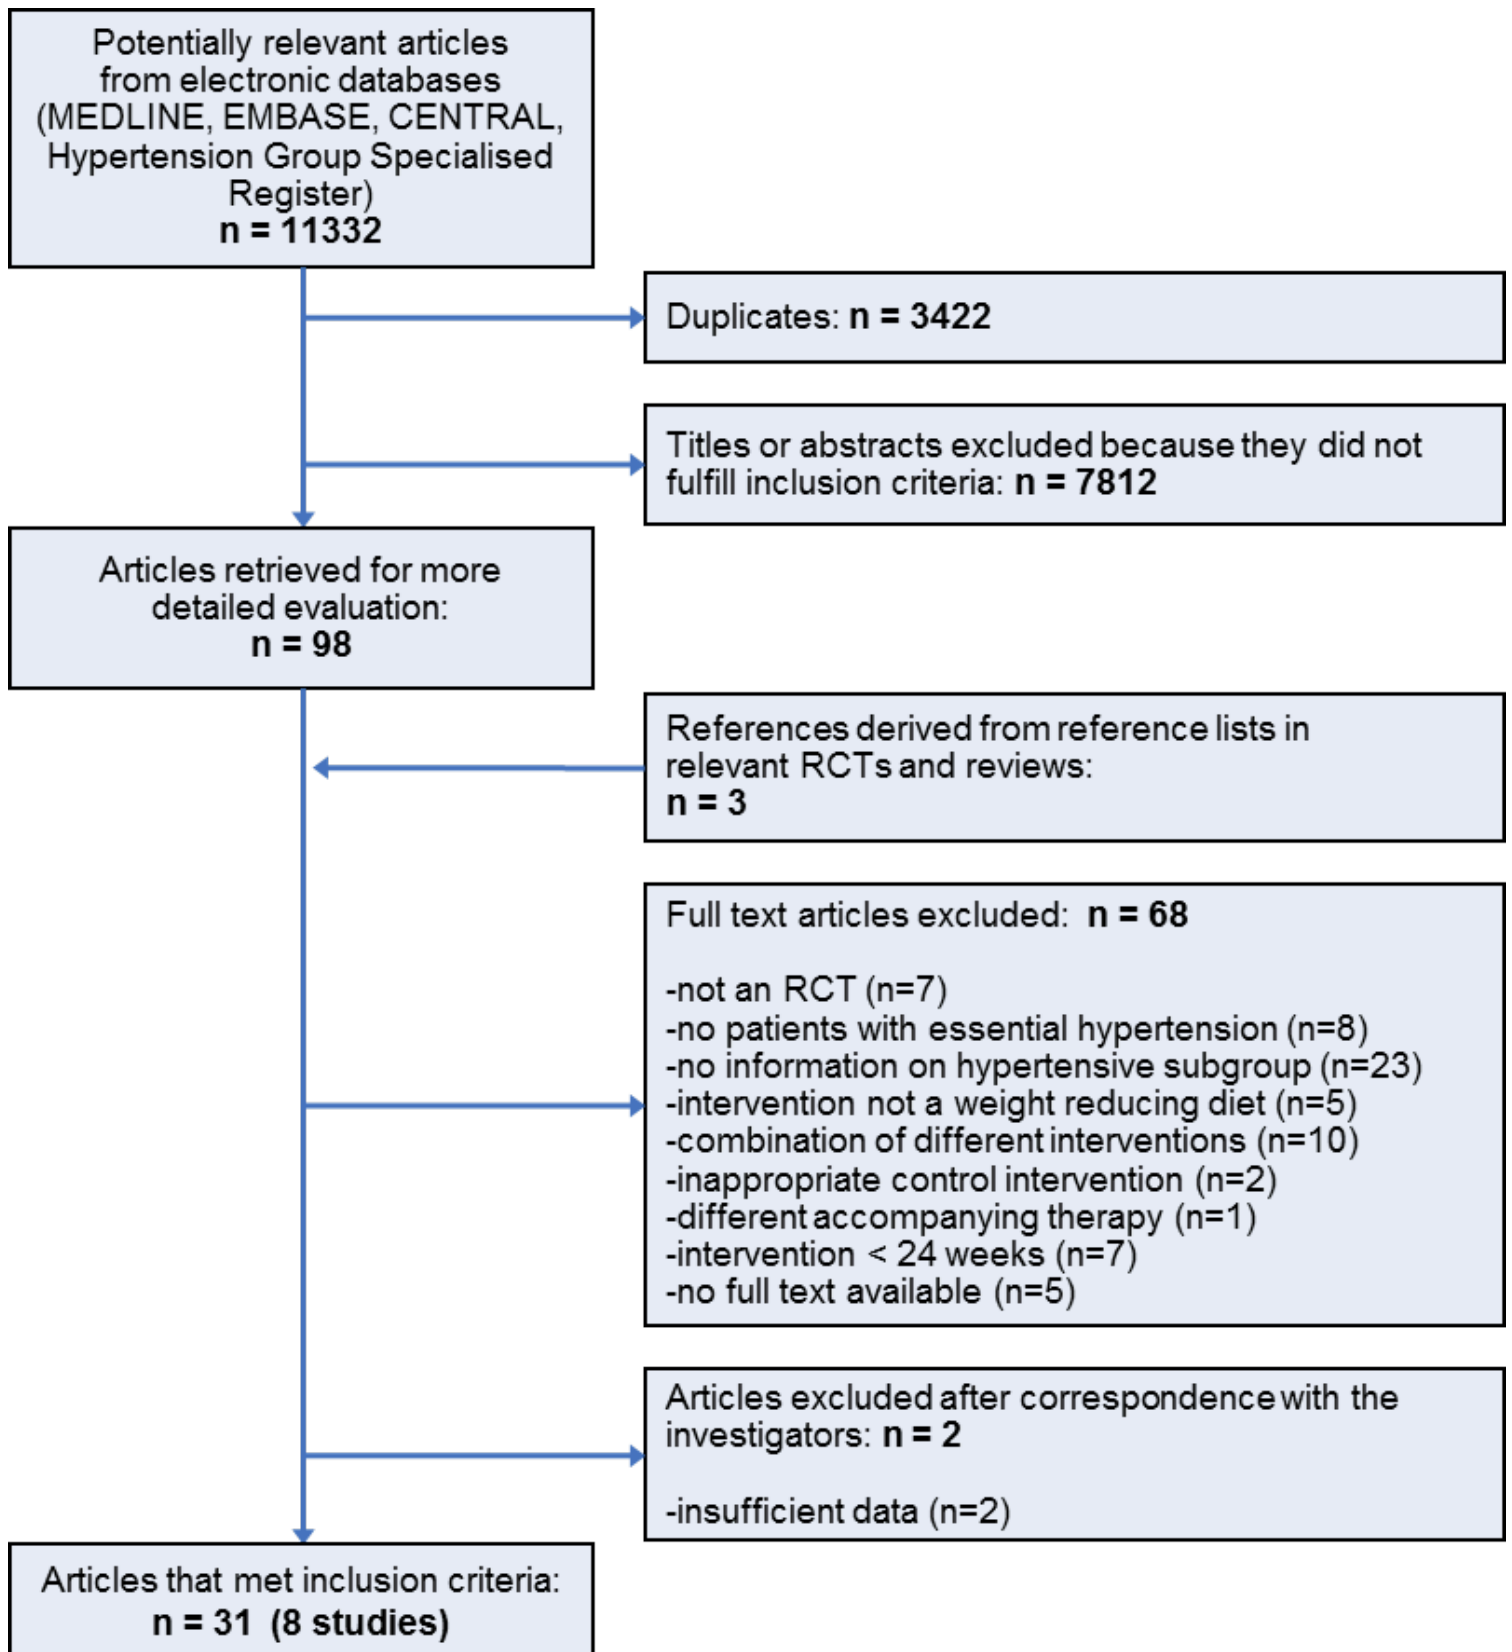 Potentially relevant articles
from electronic databases
(MEDLINE, EMBASE, CENTRAL,
Hypertension Group Specialised
Register)
n = 11332
Duplicates: n = 3422
Titles or abstracts excluded because they did not
fulfill inclusion criteria: n = 7812
Articles retrieved for more
detailed evaluation:
n = 98
References derived from reference lists in
relevant RCTs and reviews:
n = 3
Full text articles excluded: n = 68
-not an RCT (n=7)
-no patients with essential hypertension (n=8)
-no information on hypertensive subgroup (n=23)
-intervention not a weight reducing diet (n=5)
-combination of different interventions (n=10)
-inappropriate control intervention (n=2)
-different accompanying therapy (n=1)
-intervention < 24 weeks (n=7)
-no full text available (n=5)
Articles excluded after correspondence with the
investigators: n = 2
-insufficient data (n=2)
Articles that met inclusion criteria:
n = 31 (8 studies)